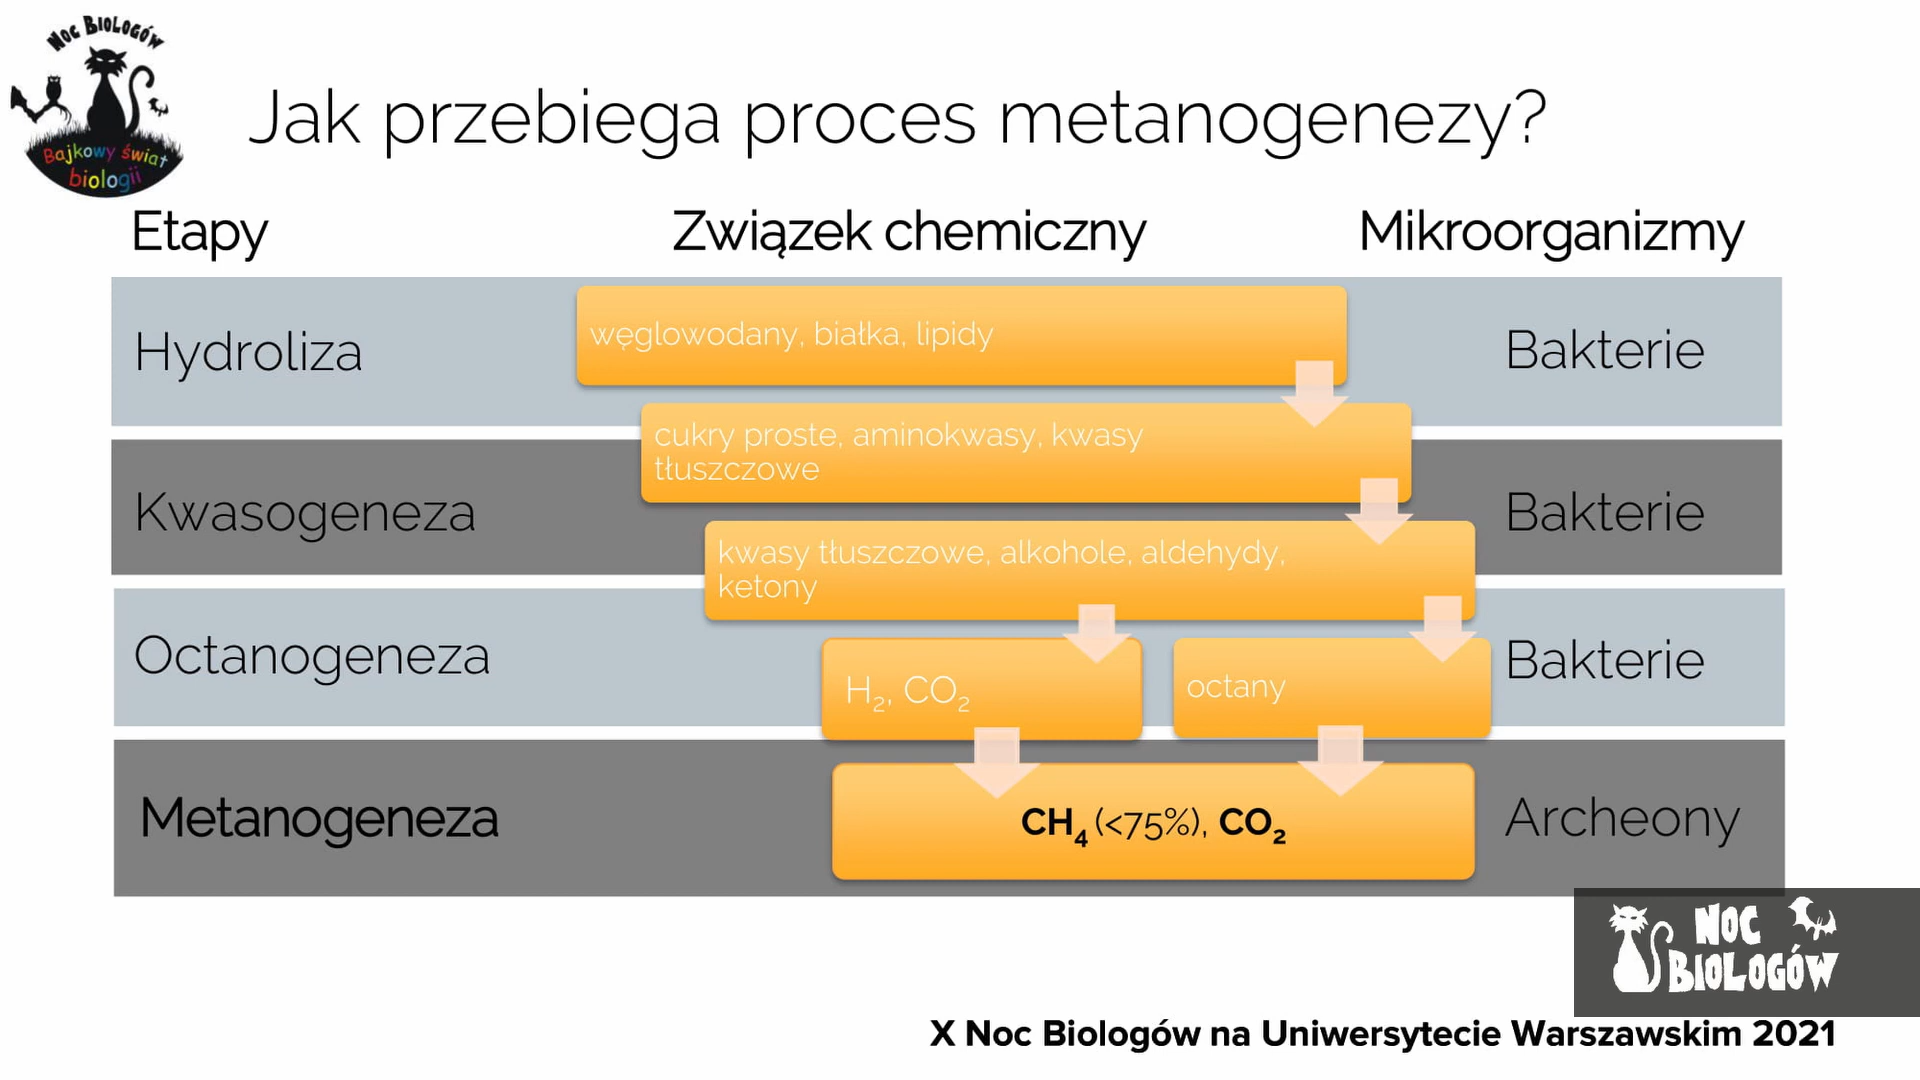 Noc Biologów
Bajkowy świat
biologii
Jak przebiega proces metanogenezy?
Etapy
Związek chemiczny
Mikroorganizmy
Hydroliza
węglowodany, białka, lipidy
Bakterie
cukry proste, aminokwasy, kwasy
tłuszczowe
Kwasogeneza
Bakterie
kwasy tłuszczowe, alkohole, aldehydy,
ketony
Octanogeneza
H₂, CO₂
octany
Bakterie
Metanogeneza
CH₄ (<75%), CO₂
Archeony
Noc
Biologów
X Noc Biologów na Uniwersytecie Warszawskim 2021